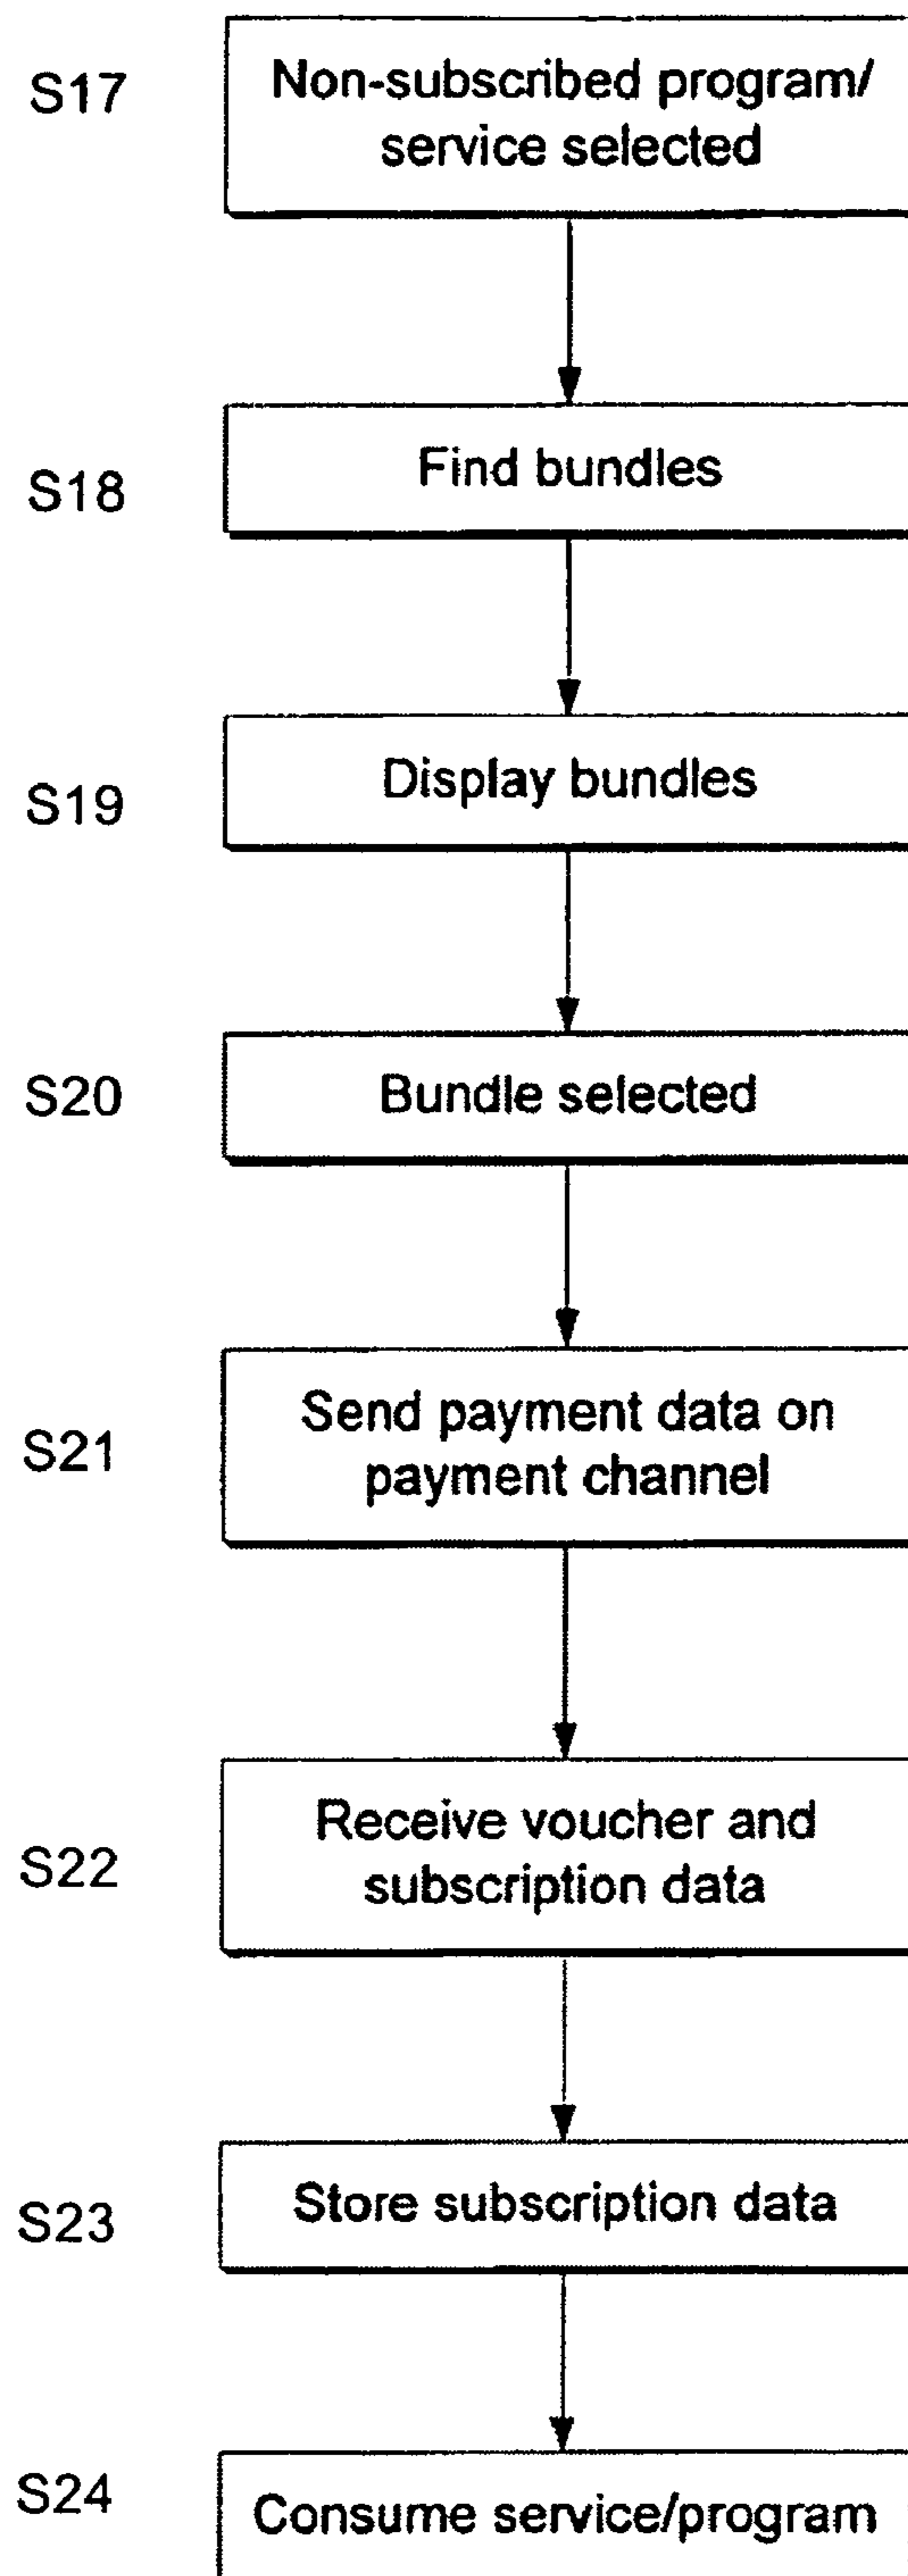 S17
Non-subscribed program/
service selected
S18
Find bundles
S19
Display bundles
S20
Bundle selected
S21
Send payment data on
payment channel
S22
Receive voucher and
subscription data
S23
Store subscription data
S24
Consume service/program